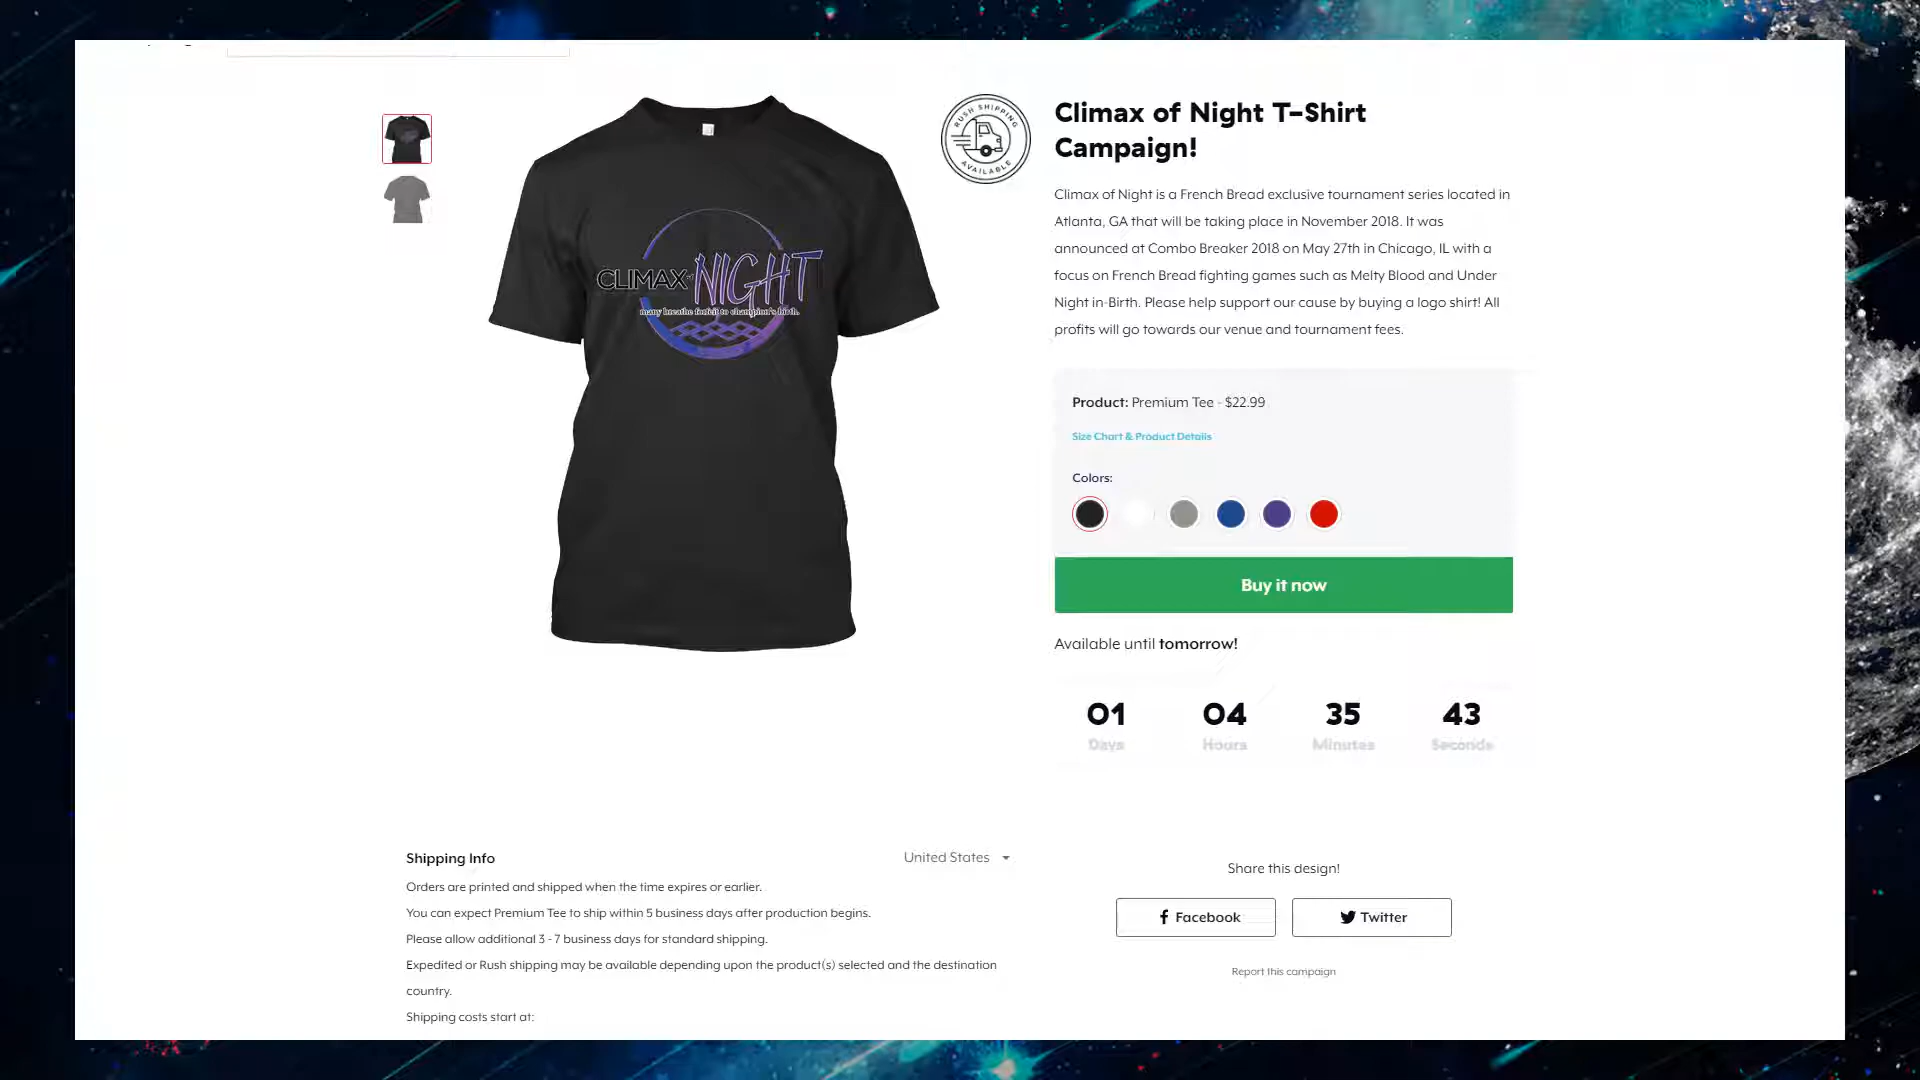 RUSH SHIPPING
AVAILABLE
Climax of Night T-Shirt
Campaign!
Climax of Night is a French Bread exclusive tournament series located in
Atlanta, GA that will be taking place in November 2018. It was
announced at Combo Breaker 2018 on May 27th in Chicago, IL with a
focus on French Bread fighting games such as Melty Blood and Under
Night in-Birth. Please help support our cause by buying a logo shirt! All
profits will go towards our venue and tournament fees.
CLIMAX of NIGHT
many breathe forfeit to champion's birth.
Product: Premium Tee - $22.99
Size Chart & Product Details
Colors:
Buy it now
Available until tomorrow!
01 04 35 43
Days Hours Minutes Seconds
Shipping Info
United States
Orders are printed and shipped when the time expires or earlier.
You can expect Premium Tee to ship within 5 business days after production begins.
Please allow additional 3 - 7 business days for standard shipping.
Expedited or Rush shipping may be available depending upon the product(s) selected and the destination
country.
Shipping costs start at:
Share this design!
Facebook
Twitter
Report this campaign